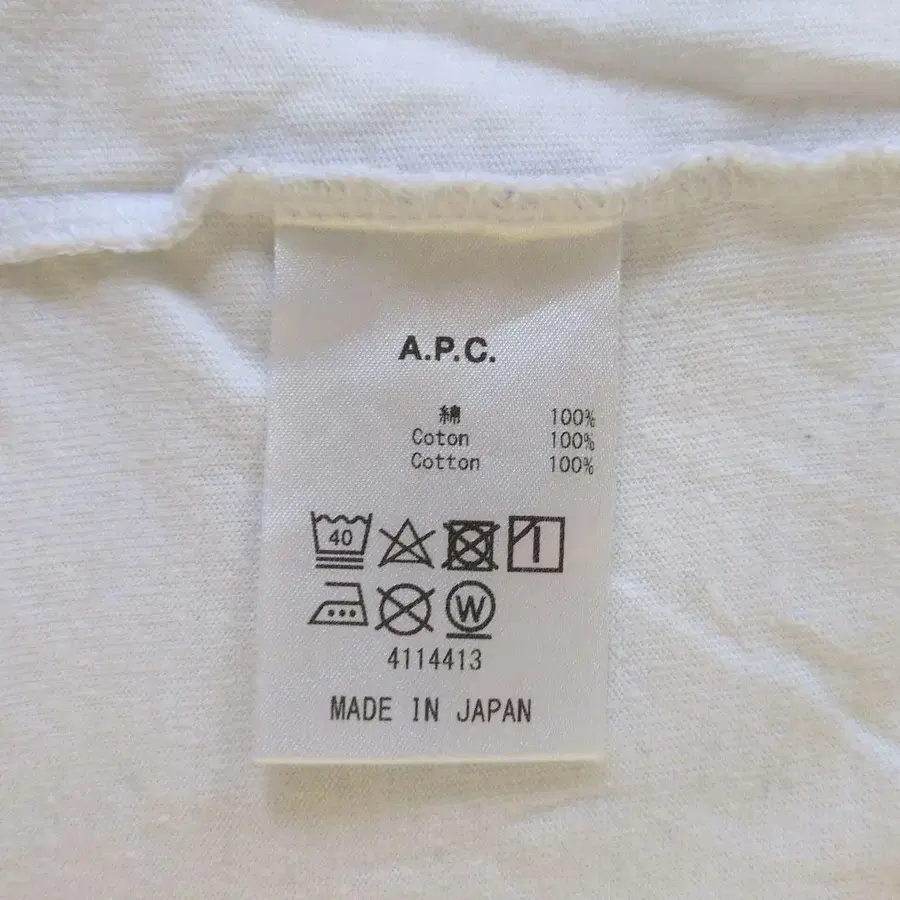 A.P.C.
綿 100%
Coton 100%
Cotton 100%
40
W
4114413
MADE IN JAPAN